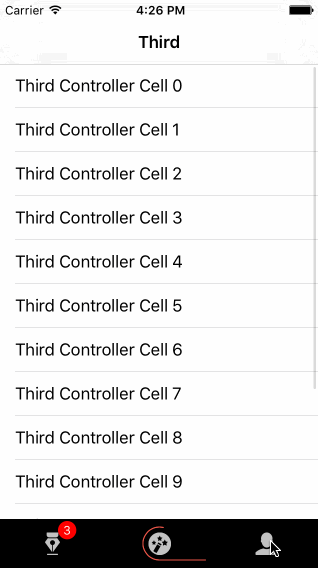 Carrier 4:26 PM
Third
Third Controller Cell 0
Third Controller Cell 1
Third Controller Cell 2
Third Controller Cell 3
Third Controller Cell 4
Third Controller Cell 5
Third Controller Cell 6
Third Controller Cell 7
Third Controller Cell 8
Third Controller Cell 9
3